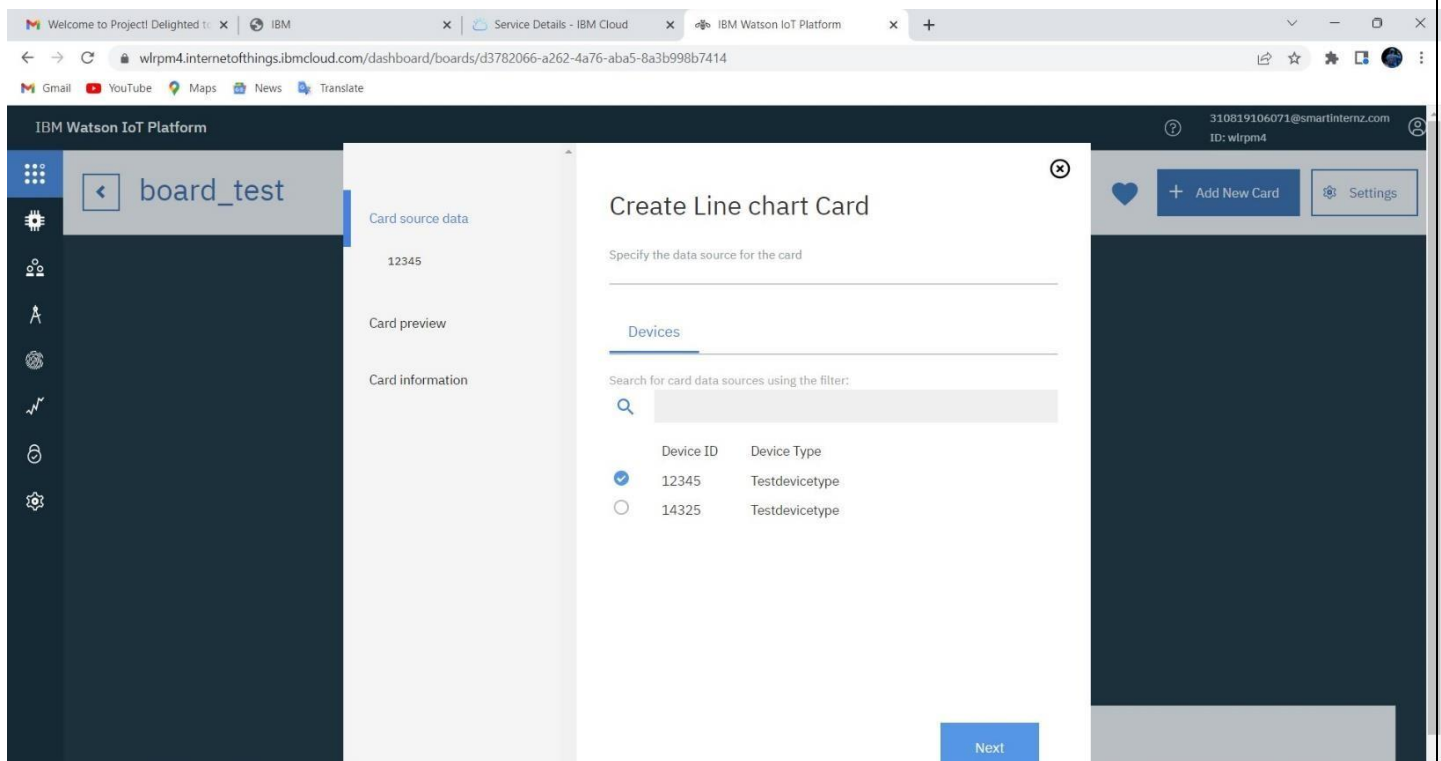 Welcome to Project! Delighted to
IBM
Service Details - IBM Cloud
IBM Watson IoT Platform
wlrpm4.internetofthings.ibmcloud.com/dashboard/boards/d3782066-a262-4a76-aba5-8a3b998b7414
Gmail YouTube Maps News Translate
IBM Watson IoT Platform
310819106071@smartinternz.com
ID: wlrpm4
board_test
Add New Card
Settings
Card source data
12345
Card preview
Card information
Create Line chart Card
Specify the data source for the card
Devices
Search for card data sources using the filter:
Device ID Device Type
12345 Testdevicetype
14325 Testdevicetype
Next